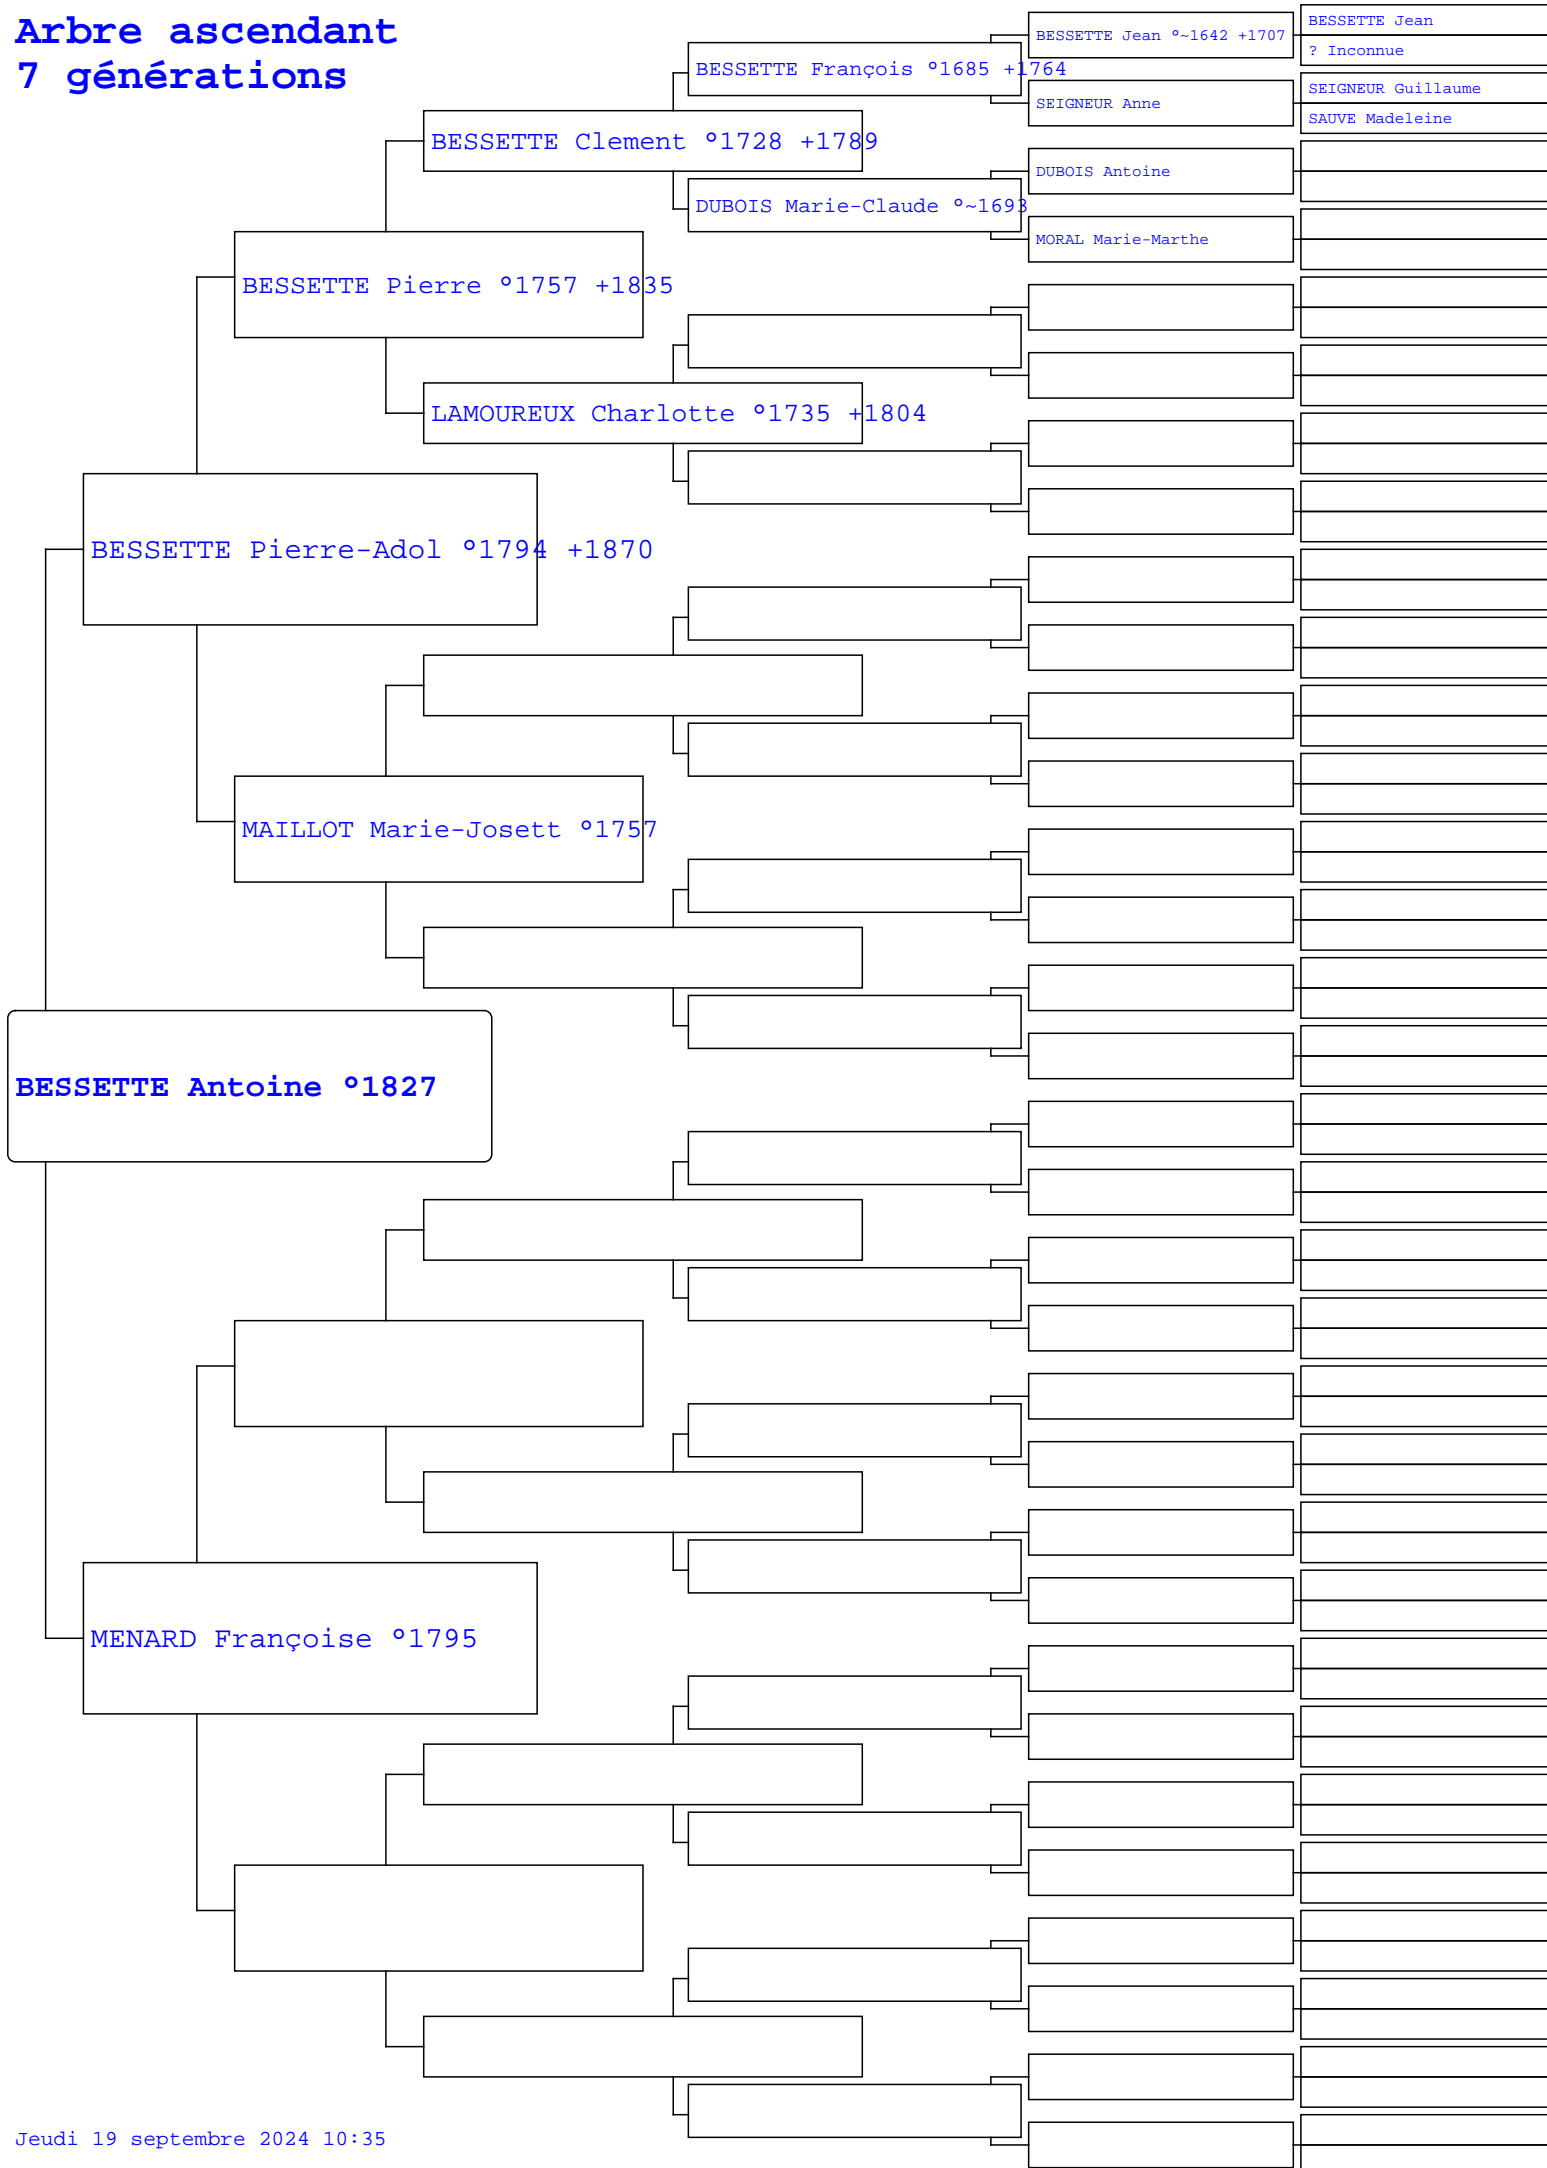 Arbre ascendant
7 générations
BESSETTE Jean °~1642 +1707
BESSETTE Jean
? Inconnue
BESSETTE François °1685 +1764
SEIGNEUR Anne
SEIGNEUR Guillaume
SAUVE Madeleine
BESSETTE Clement °1728 +1789
DUBOIS Antoine
DUBOIS Marie-Claude °~1693
MORAL Marie-Marthe
BESSETTE Pierre °1757 +1835
LAMOUREUX Charlotte °1735 +1804
BESSETTE Pierre-Adol °1794 +1870
MAILLOT Marie-Josett °1757
BESSETTE Antoine °1827
MENARD Françoise °1795
Jeudi 19 septembre 2024 10:35